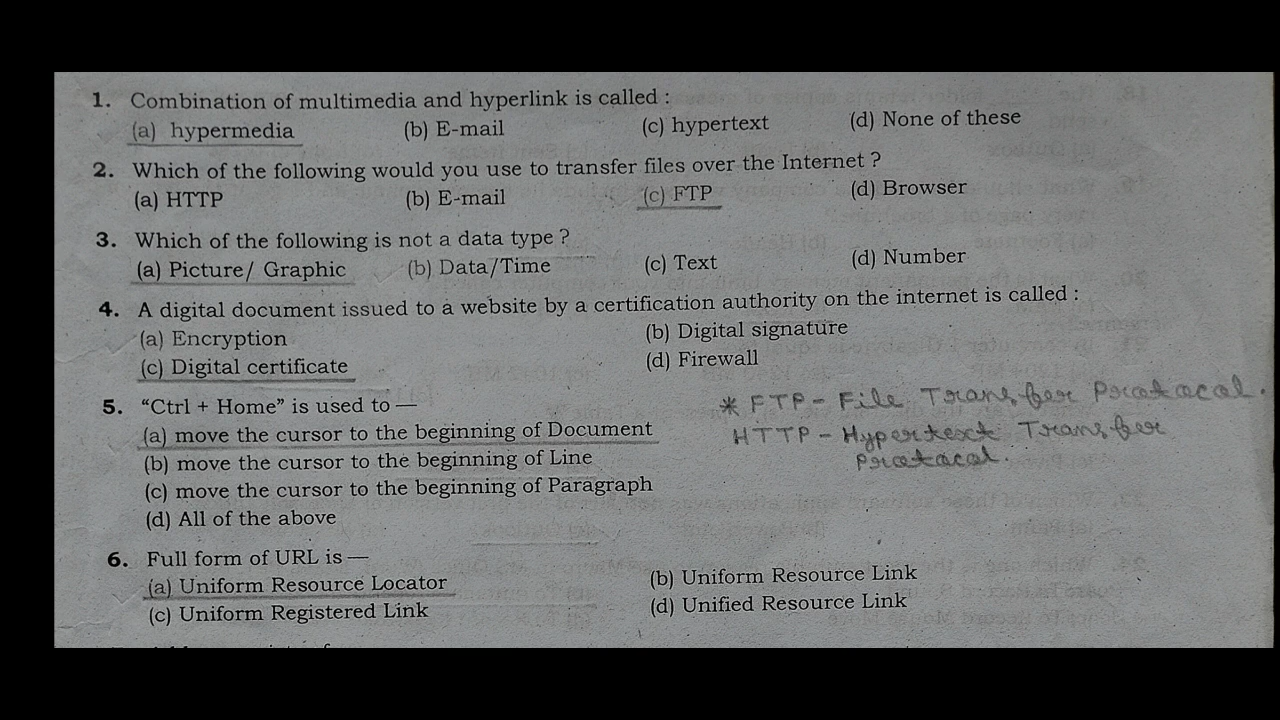 1. Combination of multimedia and hyperlink is called :
(a) hypermedia (b) E-mail (c) hypertext (d) None of these
2. Which of the following would you use to transfer files over the Internet ?
(a) HTTP (b) E-mail (c) FTP (d) Browser
3. Which of the following is not a data type ?
(a) Picture/ Graphic (b) Data/Time (c) Text (d) Number
4. A digital document issued to a website by a certification authority on the internet is called :
(a) Encryption (b) Digital signature
(c) Digital certificate (d) Firewall
5. “Ctrl + Home” is used to —
(a) move the cursor to the beginning of Document
(b) move the cursor to the beginning of Line
(c) move the cursor to the beginning of Paragraph
(d) All of the above
* FTP - File Transfer Protocol.
HTTP - Hypertext Transfer
Protocol.
6. Full form of URL is —
(a) Uniform Resource Locator (b) Uniform Resource Link
(c) Uniform Registered Link (d) Unified Resource Link